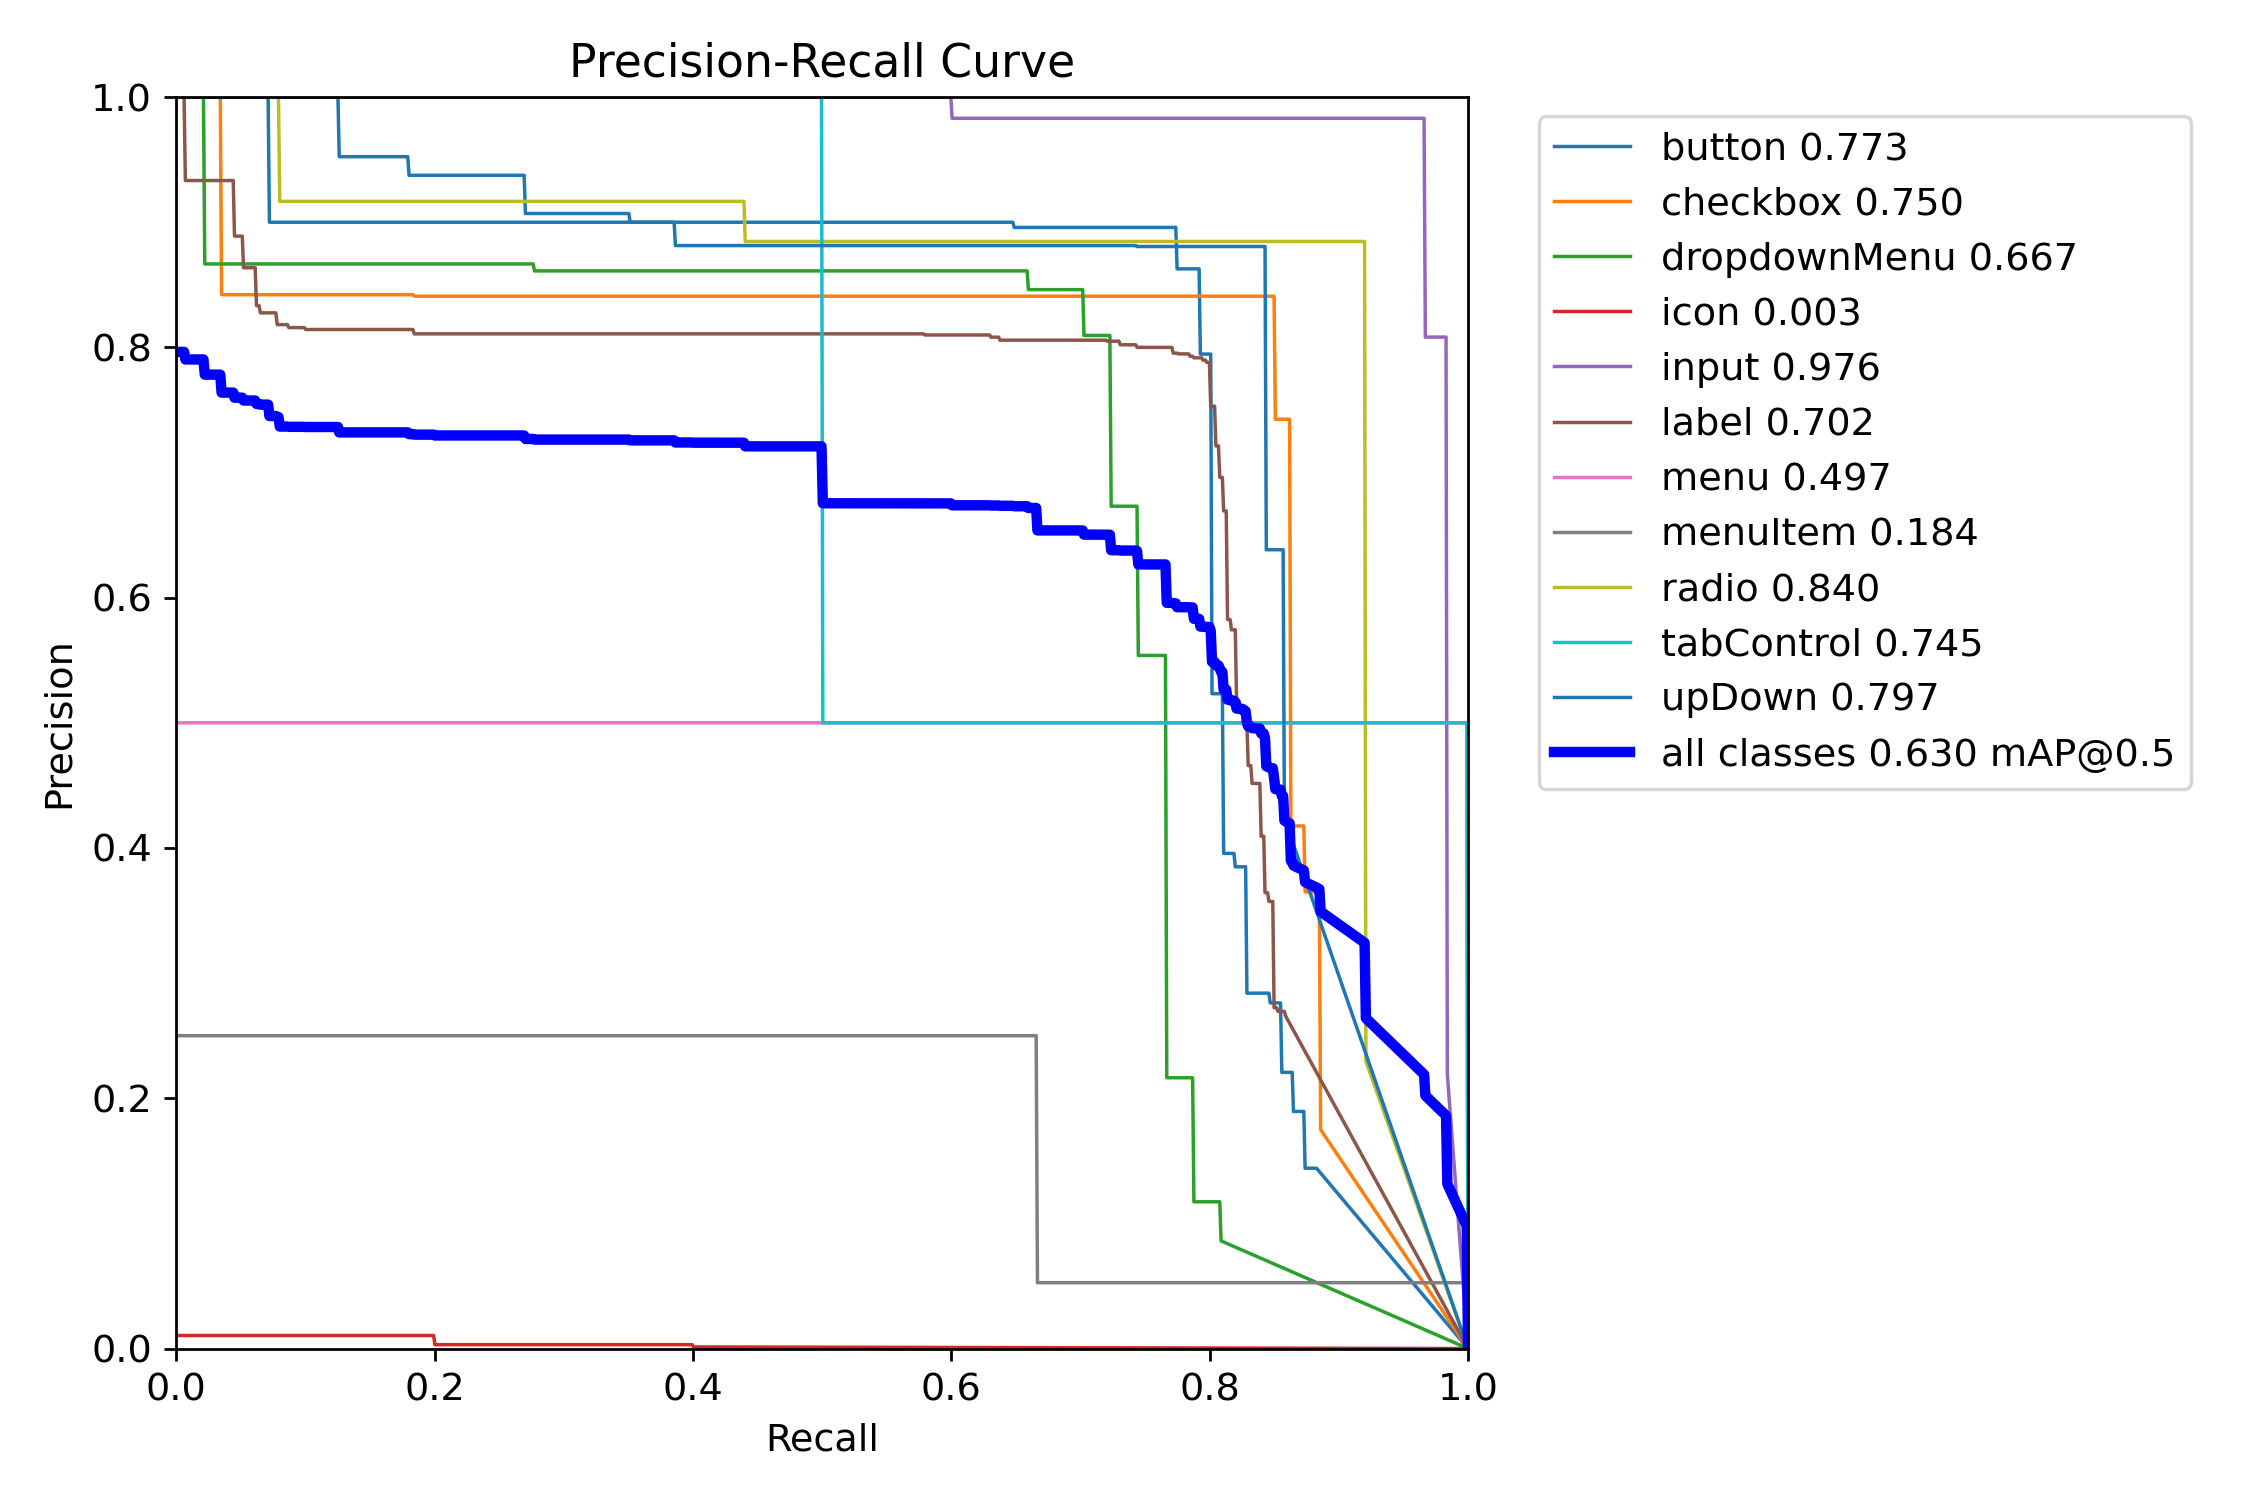 Precision-Recall Curve
1.0
0.8
0.6
0.4
0.2
0.0
Precision
0.0 0.2 0.4 0.6 0.8 1.0
Recall
button 0.773
checkbox 0.750
dropdownMenu 0.667
icon 0.003
input 0.976
label 0.702
menu 0.497
menuItem 0.184
radio 0.840
tabControl 0.745
upDown 0.797
all classes 0.630 mAP@0.5